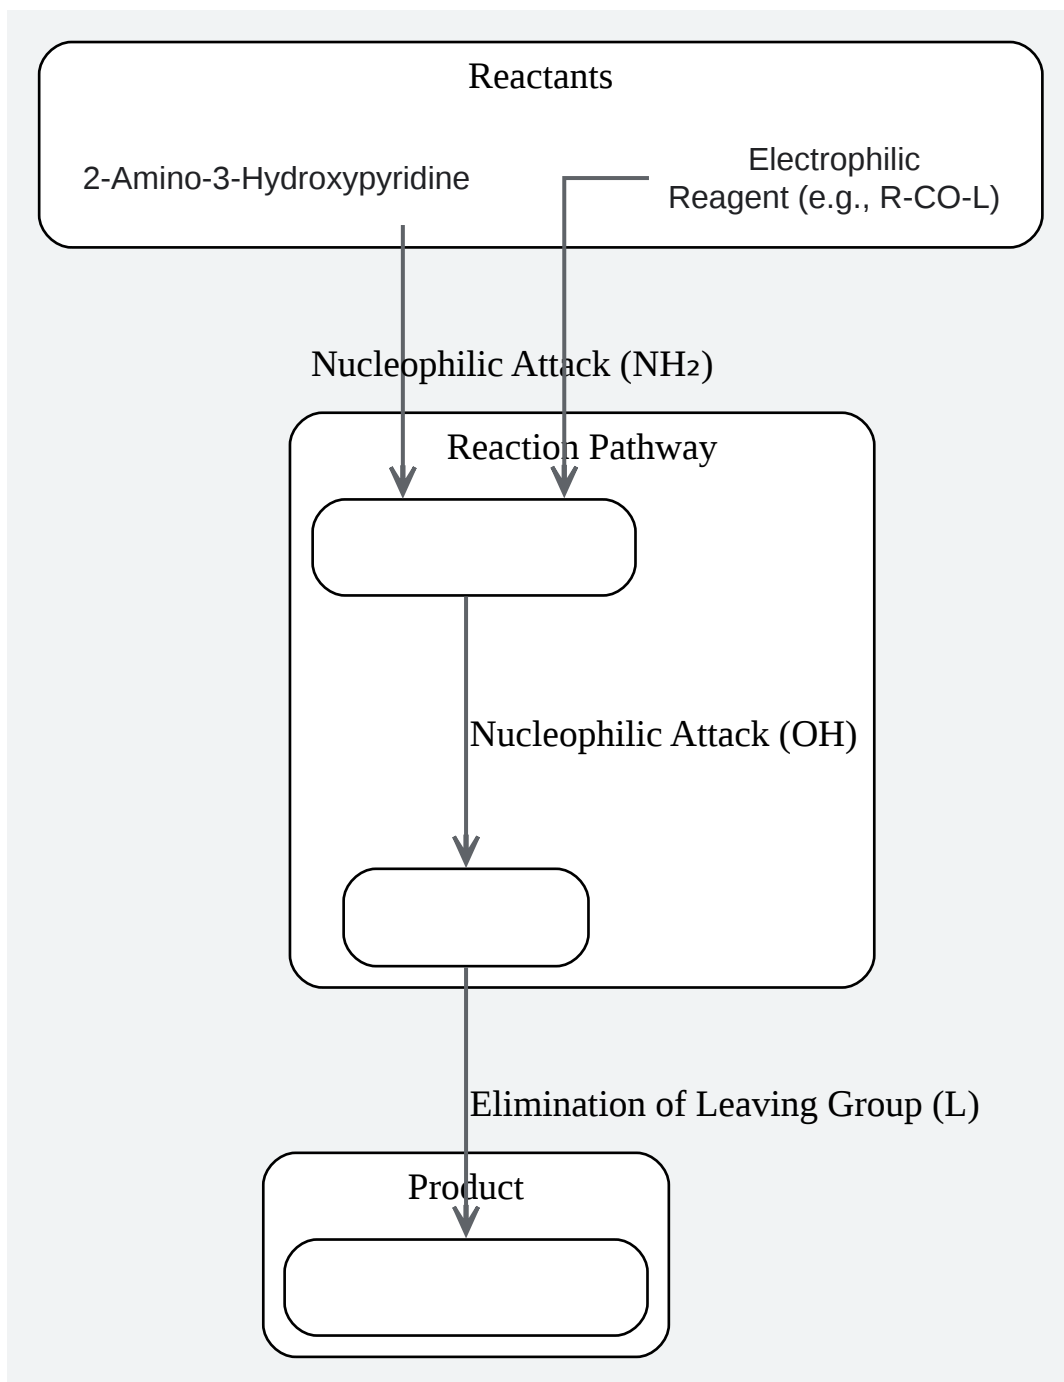 Reactants
2-Amino-3-Hydroxypyridine
Electrophilic
Reagent (e.g., R-CO-L)
Nucleophilic Attack (NH₂)
Reaction Pathway
Nucleophilic Attack (OH)
Elimination of Leaving Group (L)
Product